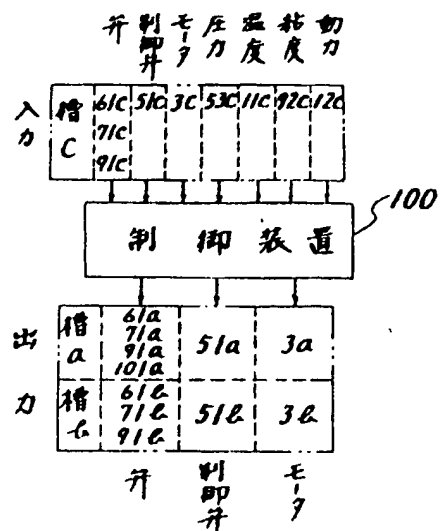 弁 制御弁 モータ 圧力 温度 粘度 動力
入力
槽C 61C 51C 3C 53C 11C 92C 12C
71C
91C
制御装置
100
出力
槽a 61a 71a 91a 101a 51a 3a
槽b 61b 71b 91b 51b 3b
弁 制御弁 モータ